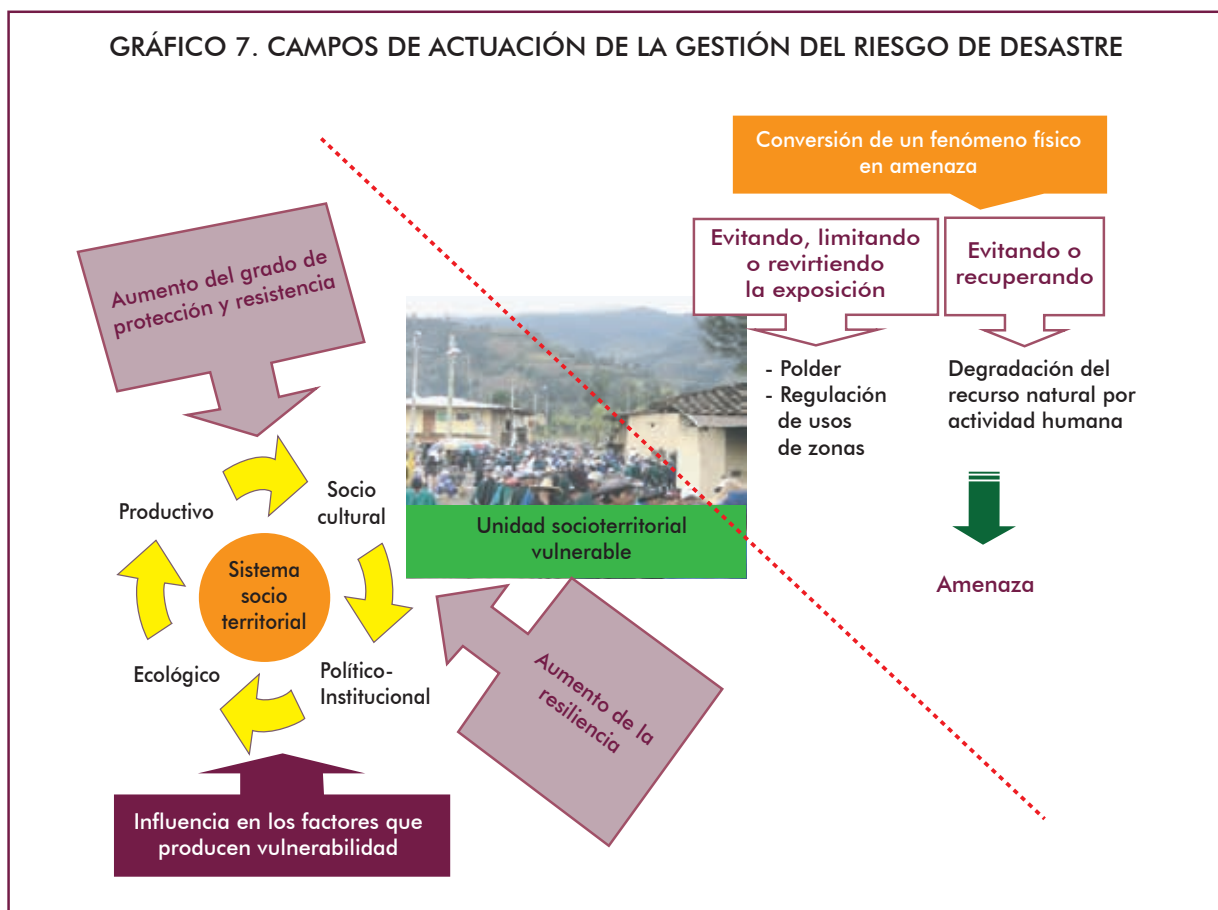 GRÁFICO 7. CAMPOS DE ACTUACIÓN DE LA GESTIÓN DEL RIESGO DE DESASTRE
Conversión de un fenómeno físico
en amenaza
Evitando, limitando
o revirtiendo
la exposición
Evitando o
recuperando
- Polder
- Regulación
de usos
de zonas
Degradación del
recurso natural por
actividad humana
Amenaza
Aumento del grado de
protección y resistencia
Productivo
Socio
cultural
Sistema
socio
territorial
Ecológico
Político-
Institucional
Influencia en los factores que
producen vulnerabilidad
Unidad socioterritorial
vulnerable
Aumento de la
resiliencia